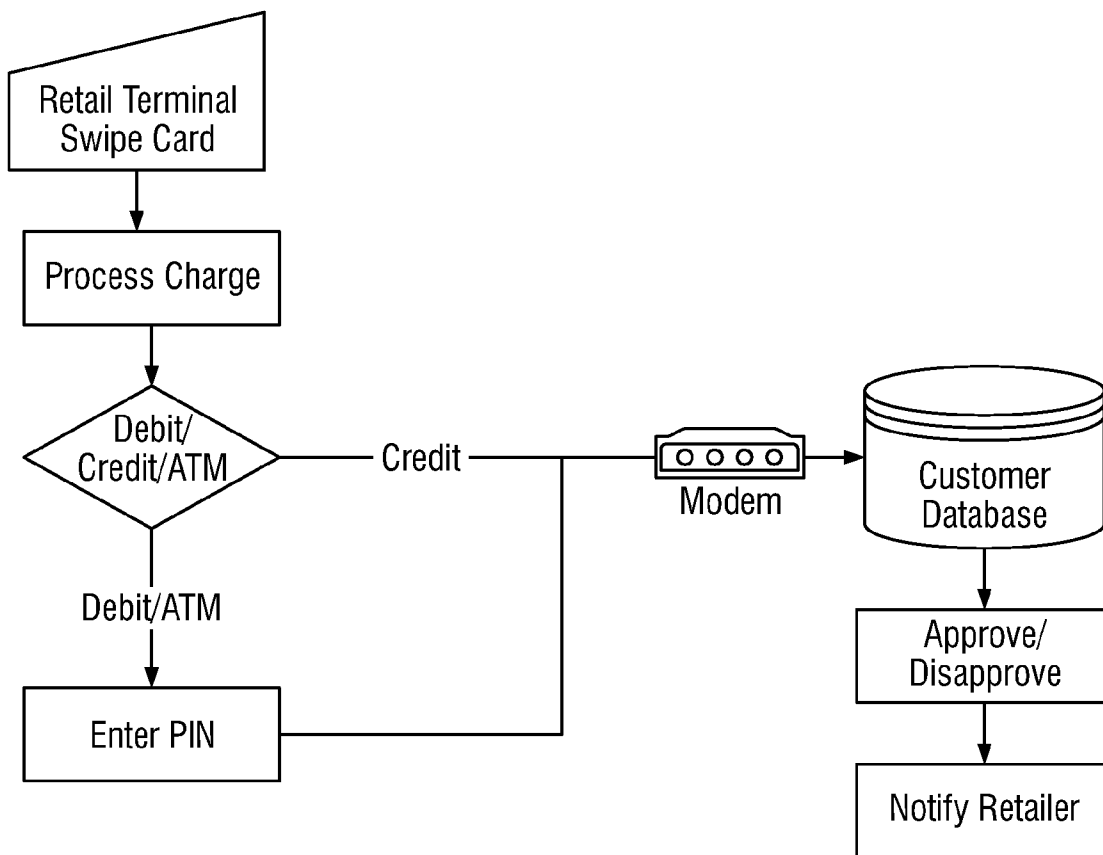 Retail Terminal
Swipe Card
Process Charge
Debit/
Credit/ATM
Credit
Debit/ATM
Enter PIN
Modem
Customer
Database
Approve/
Disapprove
Notify Retailer